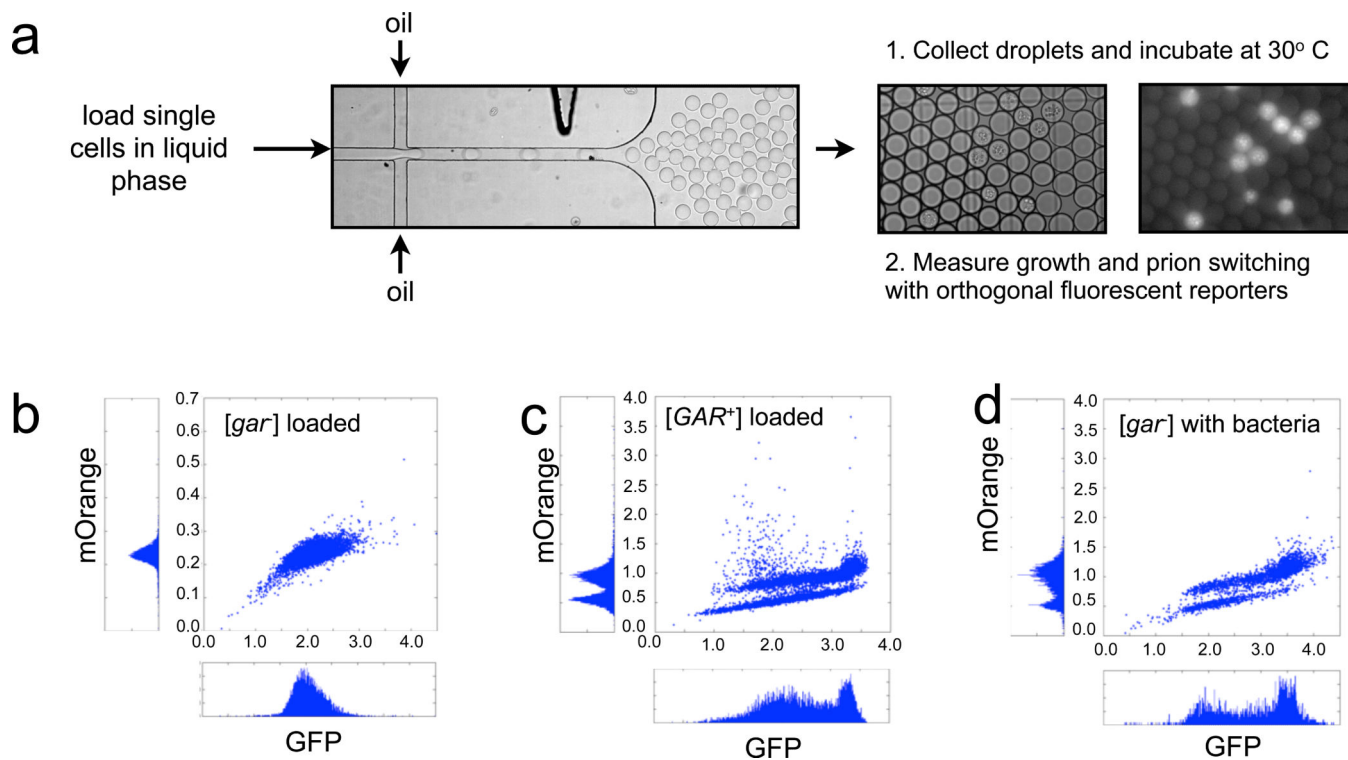 a
oil
load single
cells in liquid
phase
oil
1. Collect droplets and incubate at 30º C
2. Measure growth and prion switching
with orthogonal fluorescent reporters
b
mOrange
0.7
0.6
0.5
0.4
0.3
0.2
0.1
0.0
[gar-] loaded
0.0 1.0 2.0 3.0 4.0
GFP
c
mOrange
4.0
3.5
3.0
2.5
2.0
1.5
1.0
0.5
0.0
[GAR+] loaded
0.0 1.0 2.0 3.0 4.0
GFP
d
mOrange
4.0
3.5
3.0
2.5
2.0
1.5
1.0
0.5
0.0
[gar-] with bacteria
0.0 1.0 2.0 3.0 4.0
GFP